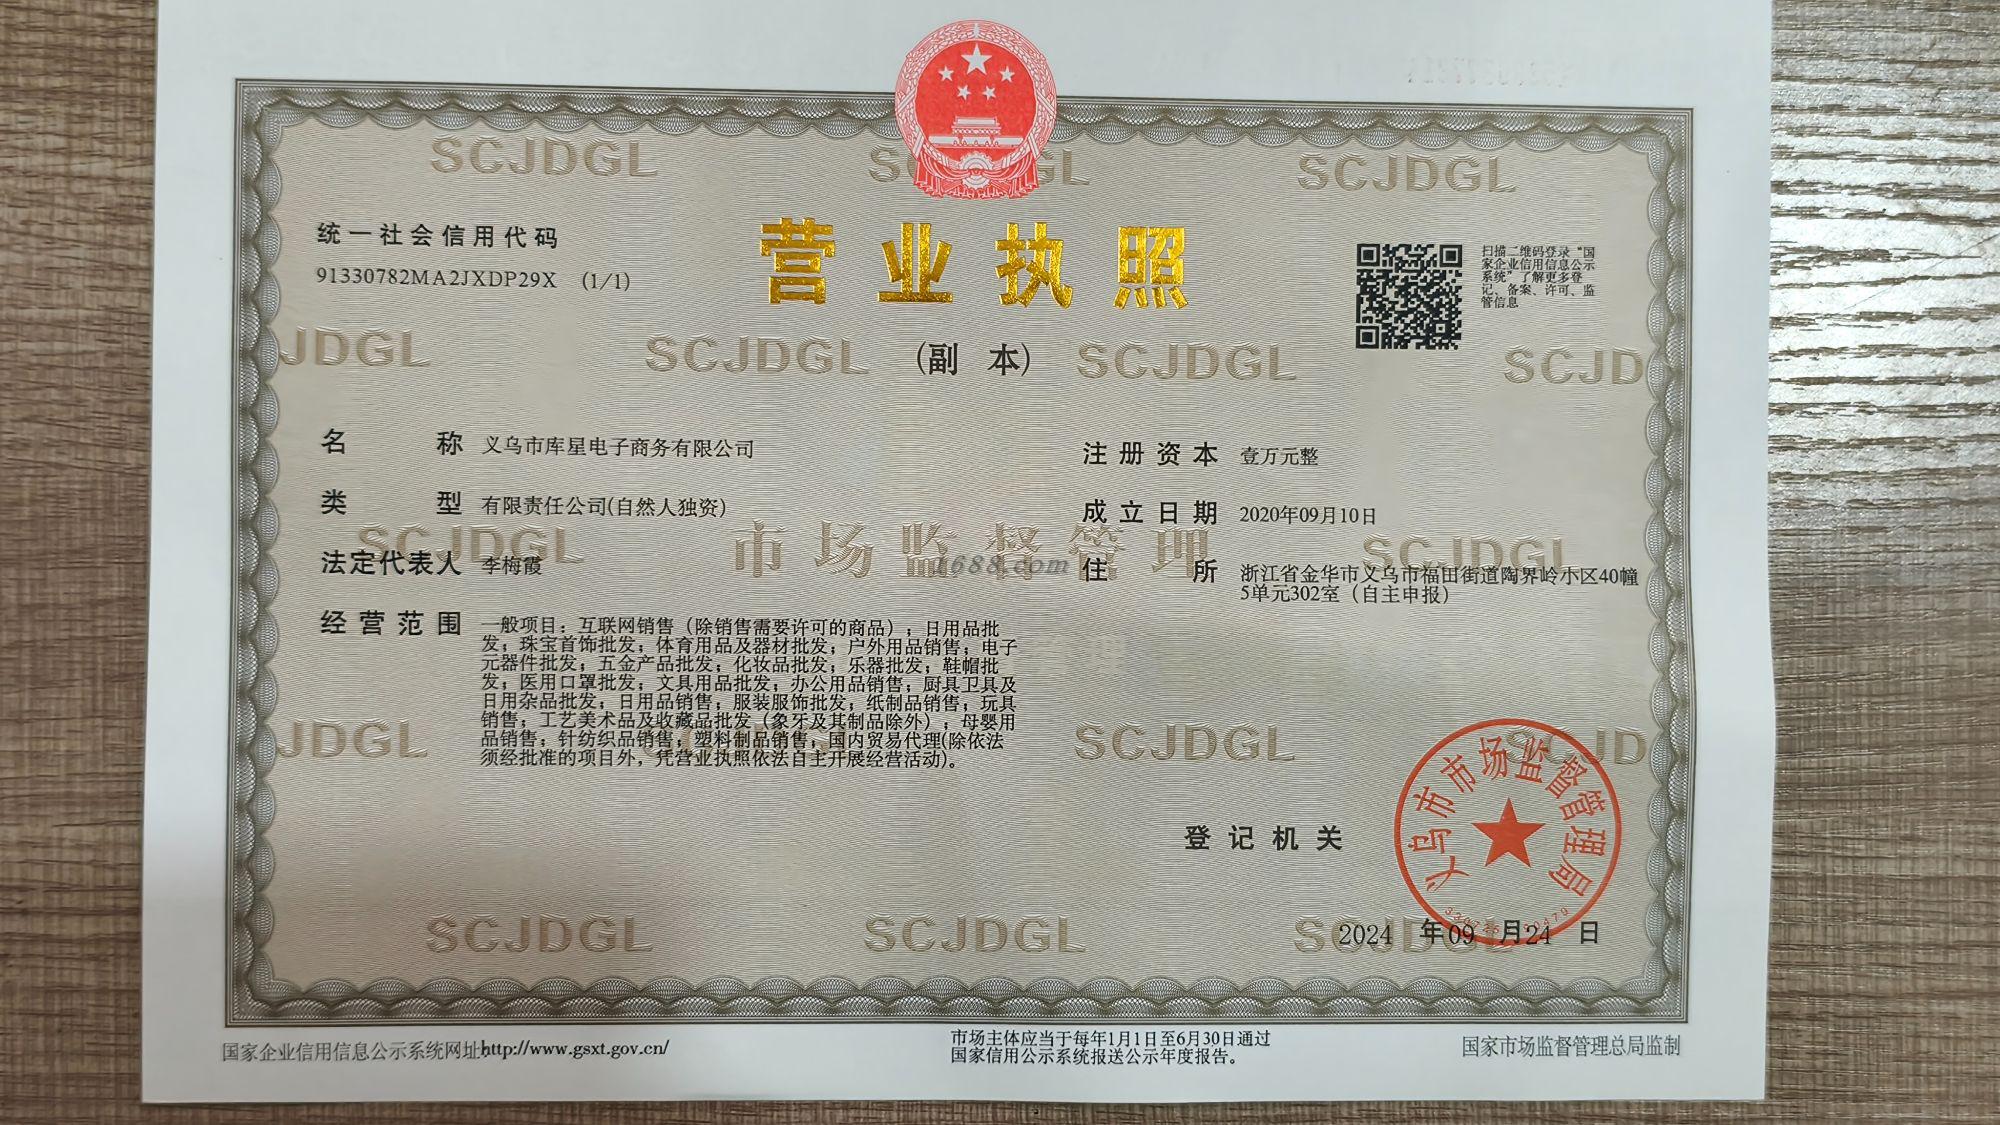 SCJDGL SCJDGL SCJDGL
统一社会信用代码
91330782MA2JXDP29X (1/1)
营业执照
(副 本)
扫描二维码登录“国
家企业信用信息公示
系统”了解更多登
记、备案、许可、监
管信息
JDGL SCJDGL SCJDGL SCJD
名称 义乌市库星电子商务有限公司
类型 有限责任公司(自然人独资)
法定代表人 李梅霞
经营范围 一般项目：互联网销售（除销售需要许可的商品）；日用品批
发；珠宝首饰批发；体育用品及器材批发；户外用品销售；电子
元器件批发；五金产品批发；化妆品批发；乐器批发；鞋帽批
发；医用口罩批发；文具用品批发；办公用品销售；厨具卫具及
日用杂品批发；日用品销售；服装服饰批发；纸制品销售；玩具
销售；工艺美术品及收藏品批发（象牙及其制品除外）；母婴用
品销售；针纺织品销售；塑料制品销售；国内贸易代理(除依法
须经批准的项目外，凭营业执照依法自主开展经营活动)。
注册资本 壹万元整
成立日期 2020年09月10日
住所 浙江省金华市义乌市福田街道陶界岭小区40幢
5单元302室（自主申报）
SCJDGL 市场监督管理 SCJDGL
1688.com
JDGL SCJDGL SCJD
登记机关
义乌市市场监督管理局
2024 年09 月24 日
SCJDGL SCJDGL SCJDGL
国家企业信用信息公示系统网址:http://www.gsxt.gov.cn/
市场主体应当于每年1月1日至6月30日通过
国家信用公示系统报送公示年度报告。
国家市场监督管理总局监制